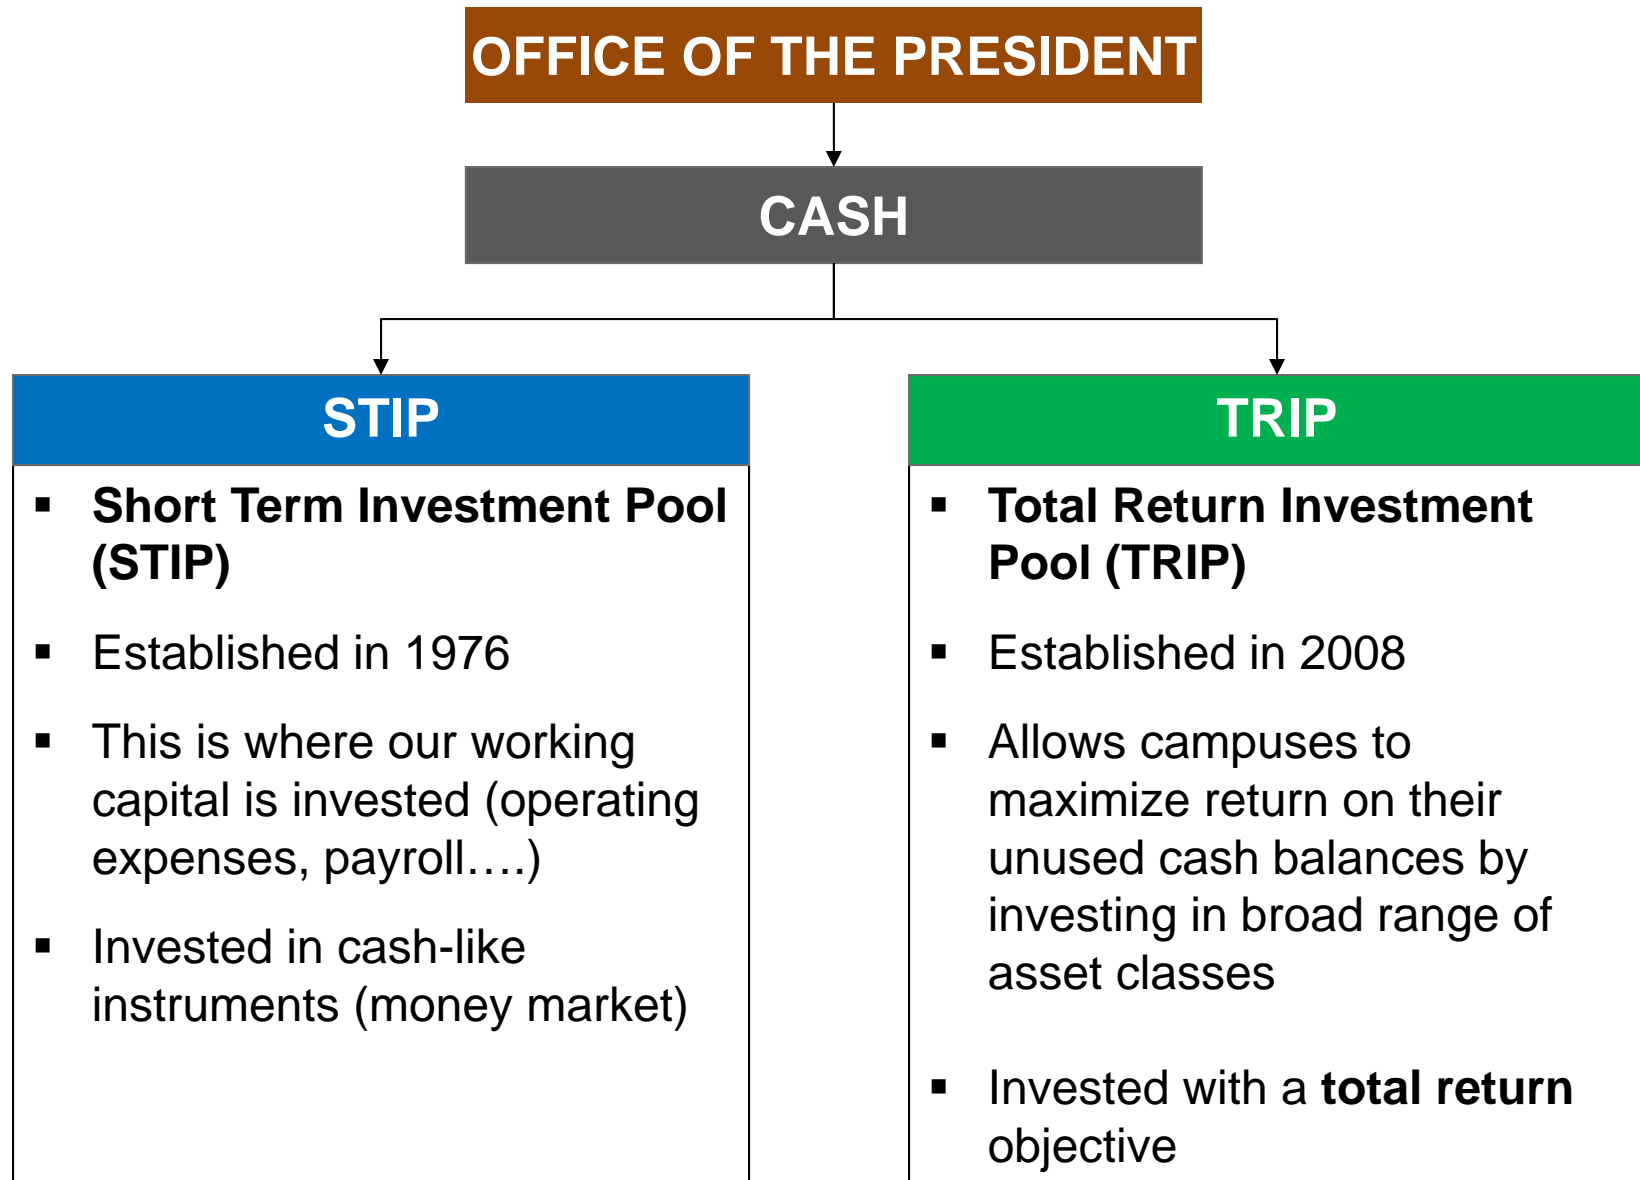 OFFICE OF THE PRESIDENT
CASH
STIP
▪ Short Term Investment Pool
(STIP)
▪ Established in 1976
▪ This is where our working
capital is invested (operating
expenses, payroll….)
▪ Invested in cash-like
instruments (money market)
TRIP
▪ Total Return Investment
Pool (TRIP)
▪ Established in 2008
▪ Allows campuses to
maximize return on their
unused cash balances by
investing in broad range of
asset classes
▪ Invested with a total return
objective